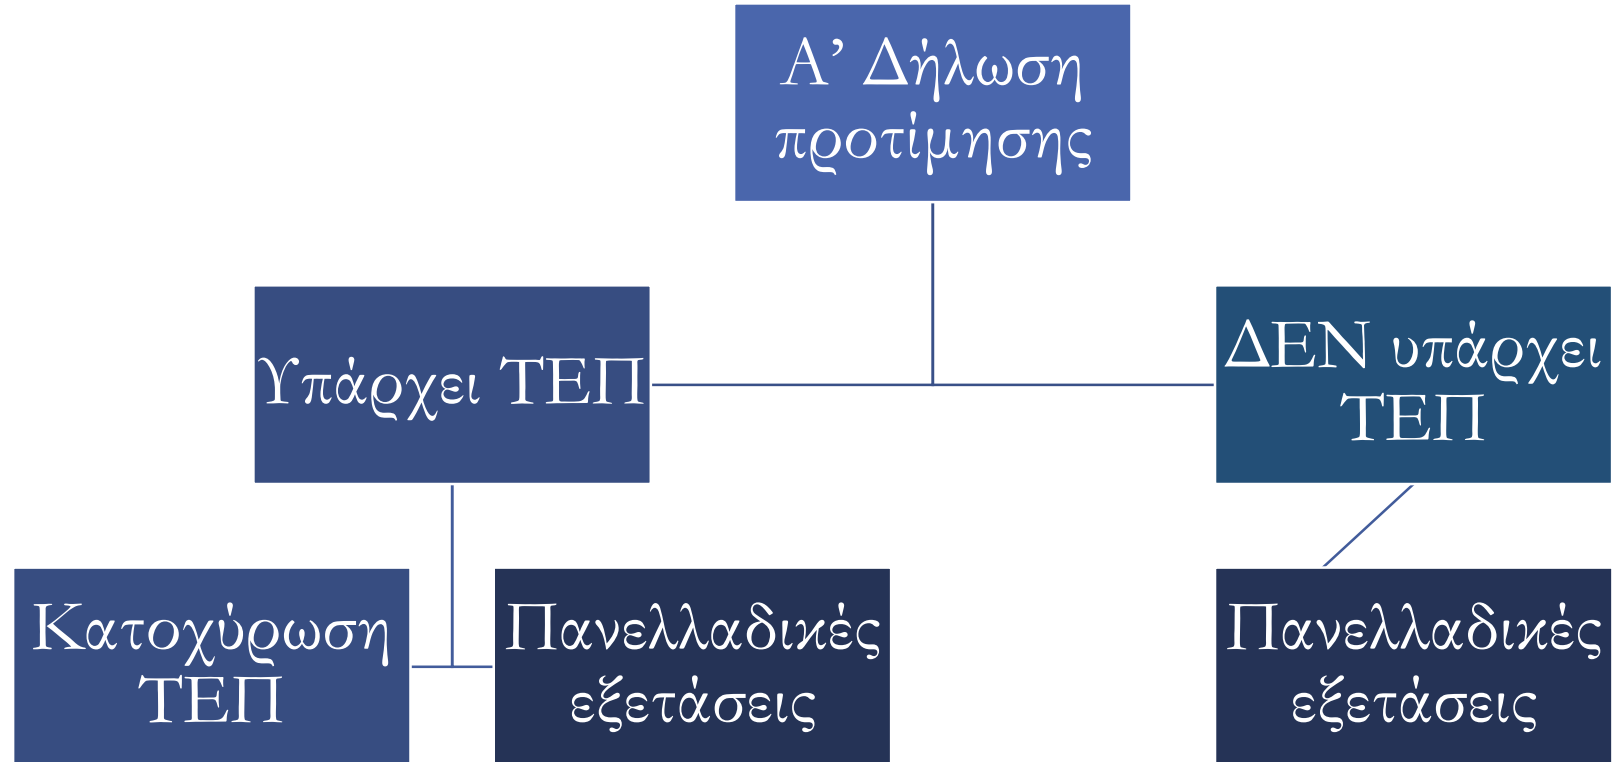 Α’ Δήλωση
προτίμησης
Υπάρχει ΤΕΠ
ΔΕΝ υπάρχει
ΤΕΠ
Κατοχύρωση
ΤΕΠ
Πανελλαδικές
εξετάσεις
Πανελλαδικές
εξετάσεις